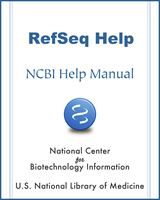 RefSeq Help
NCBI Help Manual
National Center
for
Biotechnology Information
U.S. National Library of Medicine